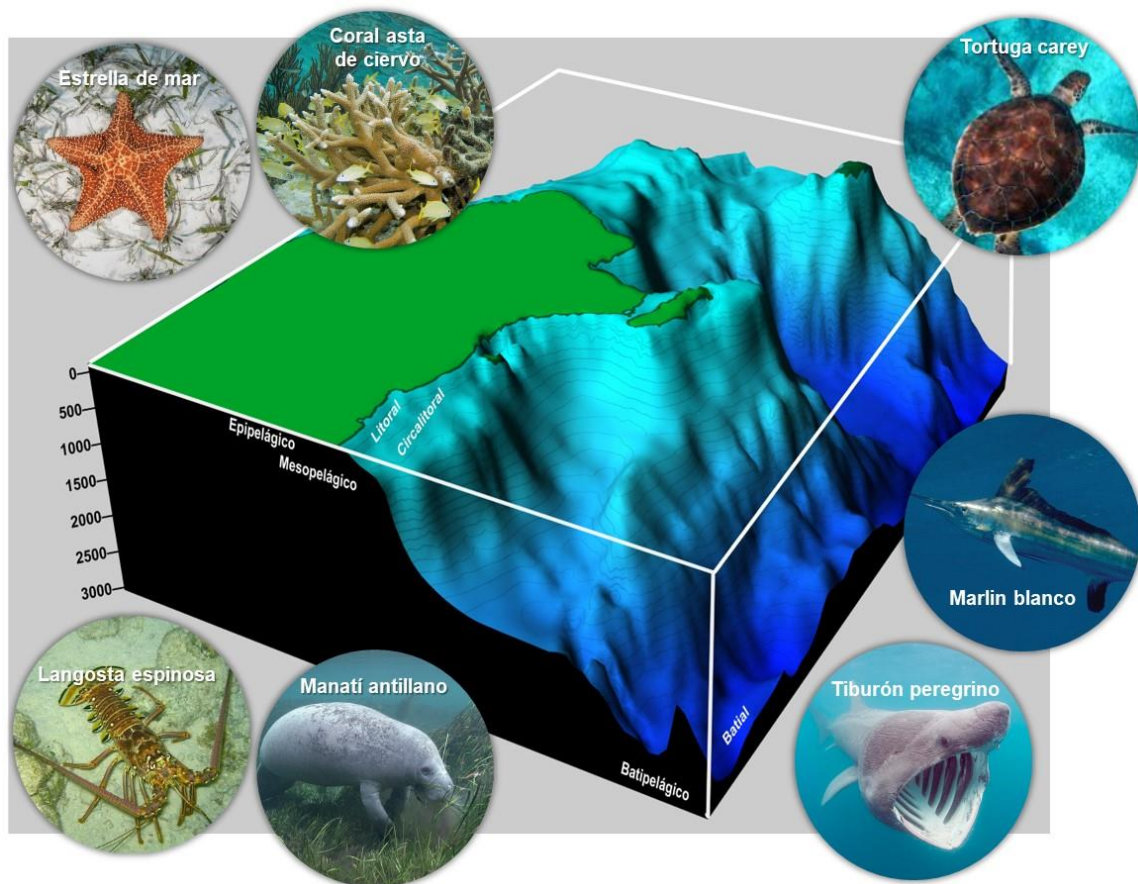 Estrella de mar
Coral asta
de ciervo
Tortuga carey
0
500
1000
1500
2000
2500
3000
Epipelágico
Mesopelágico
Litoral
Circalitoral
Marlin blanco
Langosta espinosa
Manatí antillano
Tiburón peregrino
Batipelágico
Batial